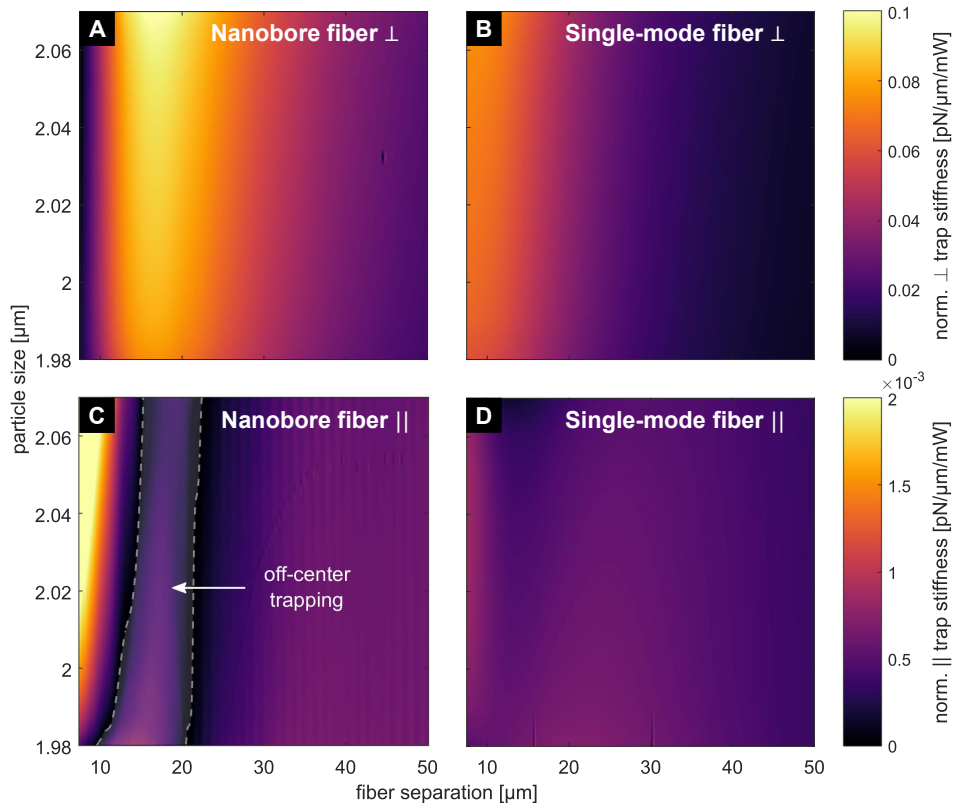 A
Nanobore fiber ⊥
B
Single-mode fiber ⊥
2.06
2.04
2.02
2
1.98
0.1
0.08
0.06
0.04
0.02
0
norm. ⊥ trap stiffness [pN/µm/mW]
particle size [µm]
C
Nanobore fiber ||
off-center
trapping
D
Single-mode fiber ||
2.06
2.04
2.02
2
1.98
10 20 30 40 50
10 20 30 40 50
fiber separation [µm]
×10-3
2
1.5
1
0.5
0
norm. || trap stiffness [pN/µm/mW]